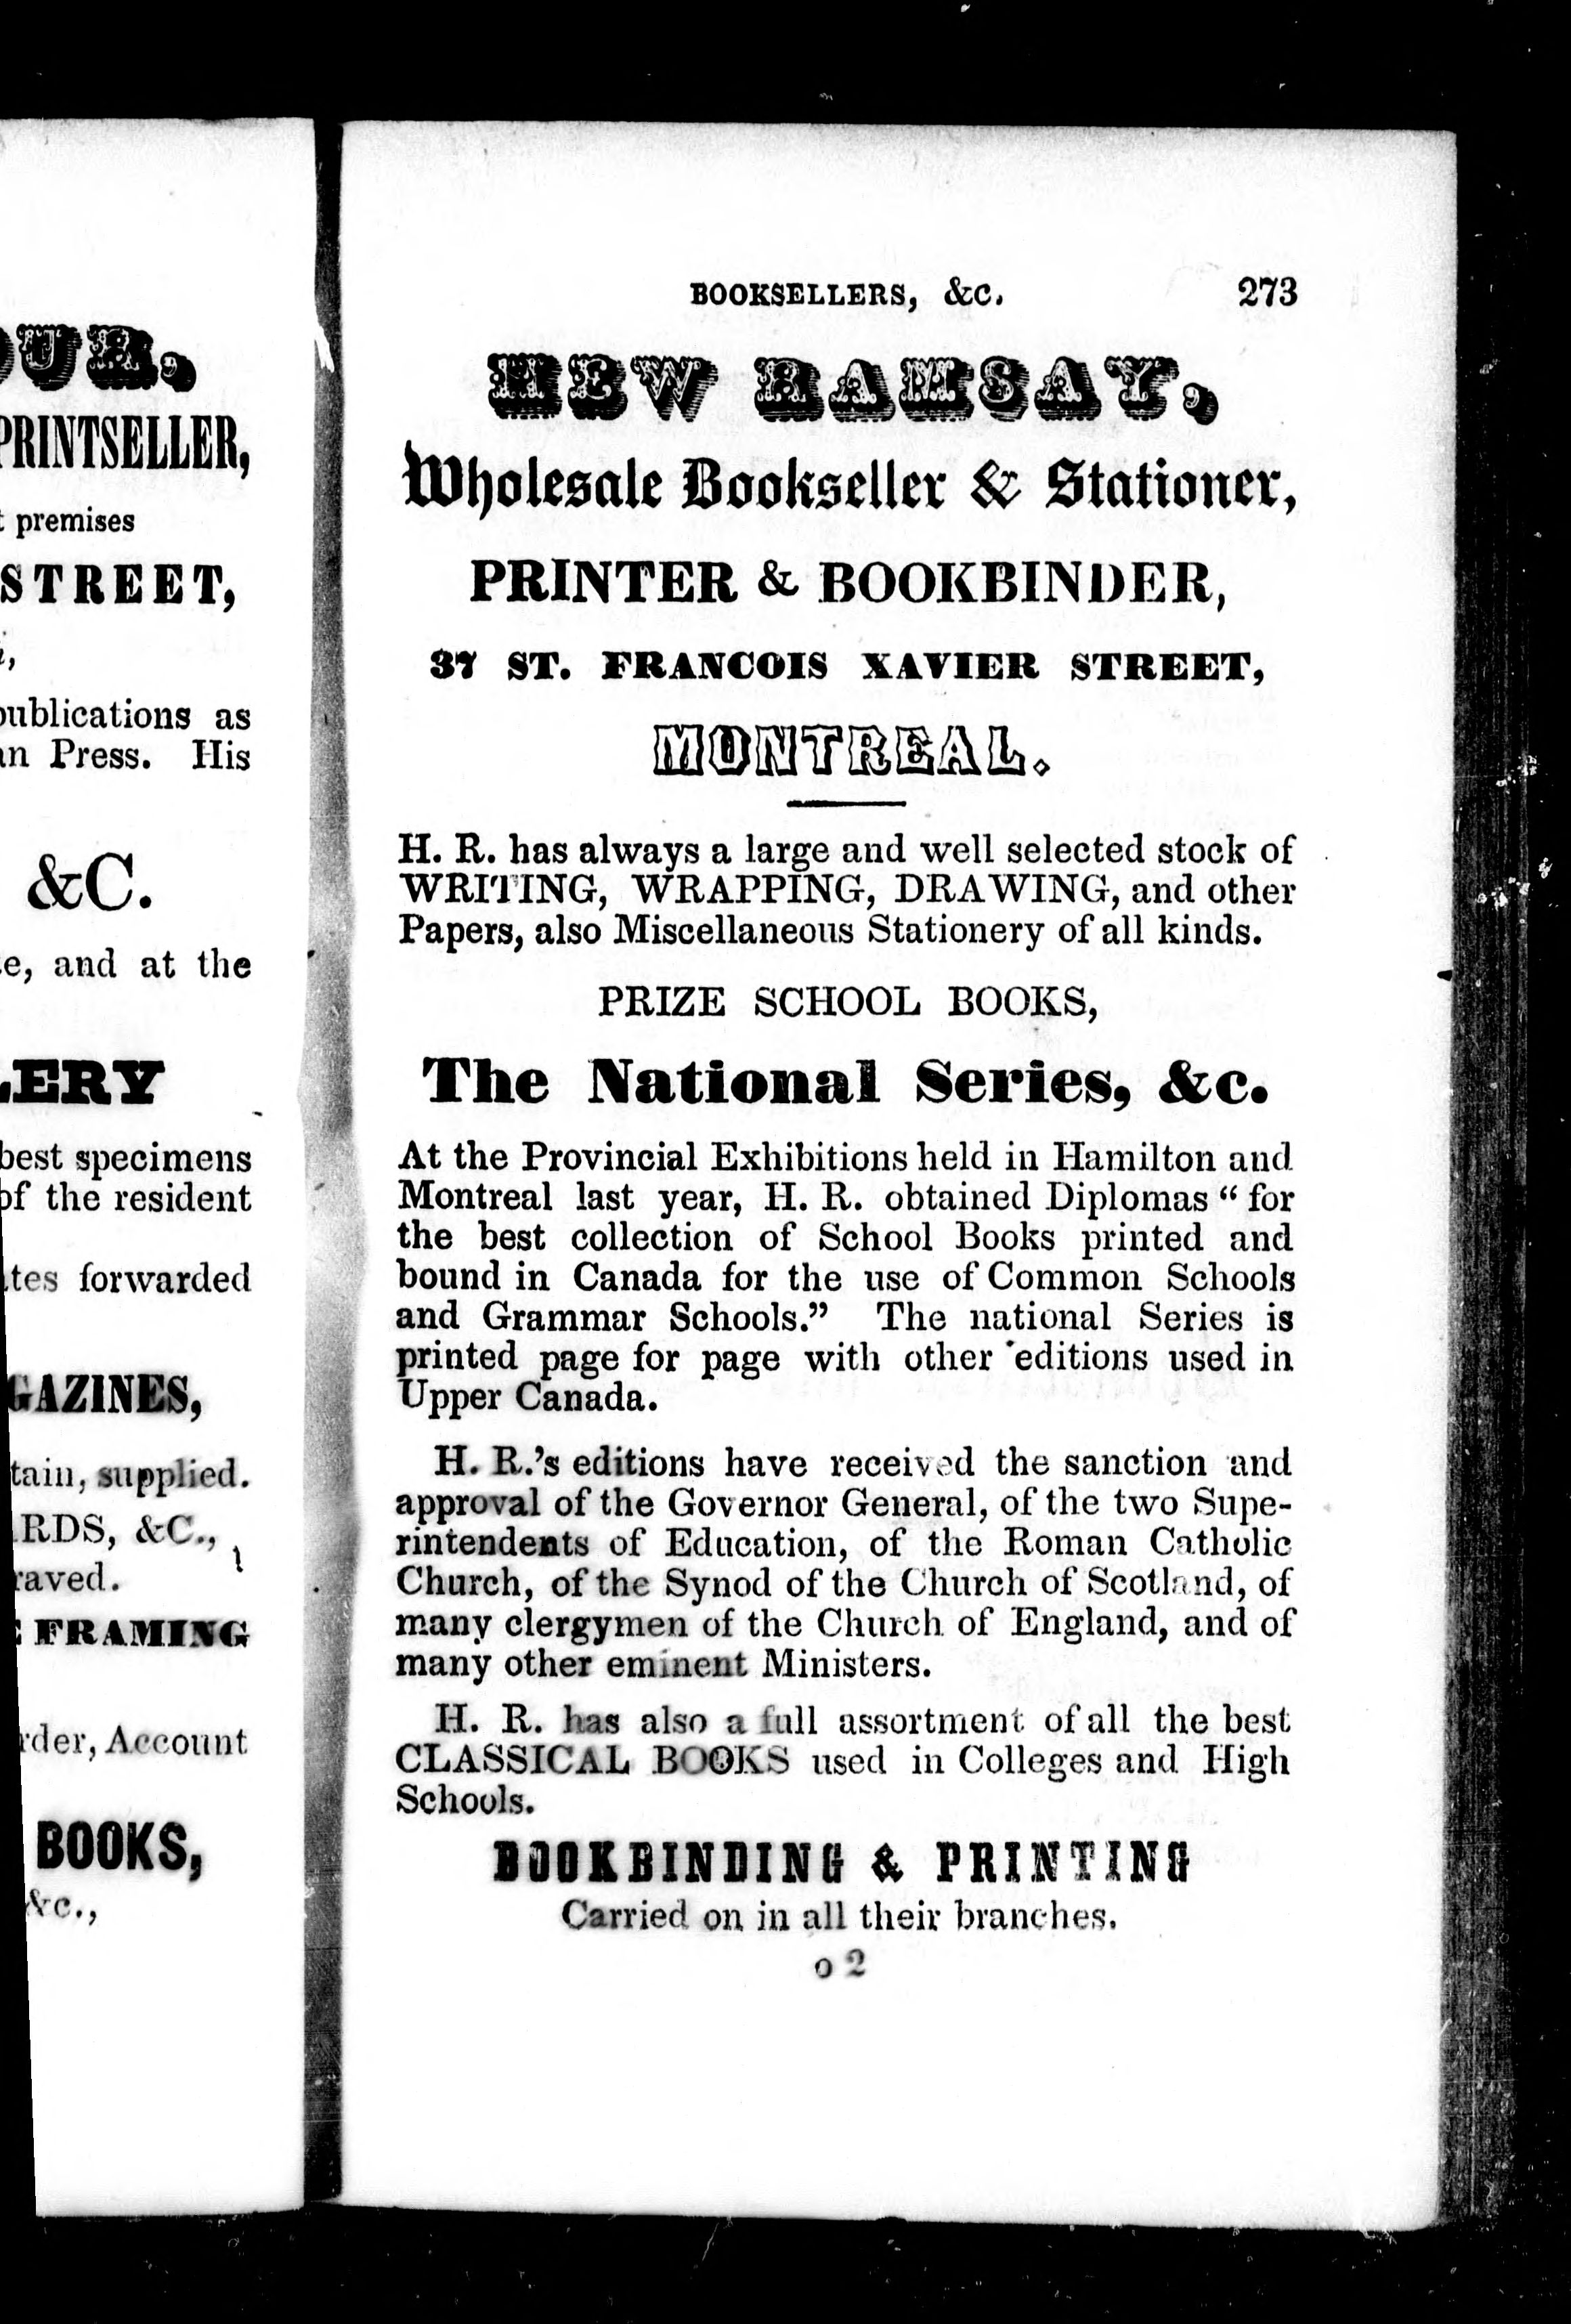 UR,
PRINTSELLER,
premises
STREET,
publications as
Press. His
&C.
and at the
best specimens
of the resident
forwarded
supplied.
&C.,
FRAMING
Account
BOOKS,
&c.,
BOOKSELLERS, &C. 273
HEW RAMSAY,
Wholesale Bookseller & Stationer,
PRINTER & BOOKBINDER,
37 ST. FRANCOIS XAVIER STREET,
MONTREAL.
H. R. has always a large and well selected stock of
WRITING, WRAPPING, DRAWING, and other
Papers, also Miscellaneous Stationery of all kinds.
PRIZE SCHOOL BOOKS,
The National Series, &c.
At the Provincial Exhibitions held in Hamilton and
Montreal last year, H. R. obtained Diplomas “ for
the best collection of School Books printed and
bound in Canada for the use of Common Schools
and Grammar Schools.” The national Series is
printed page for page with other editions used in
Upper Canada.
H. R.’s editions have received the sanction and
approval of the Governor General, of the two Supe-
rintendents of Education, of the Roman Catholic
Church, of the Synod of the Church of Scotland, of
many clergymen of the Church of England, and of
many other eminent Ministers.
H. R. has also a full assortment of all the best
CLASSICAL BOOKS used in Colleges and High
Schools.
BOOKBINDING & PRINTING
Carried on in all their branches.
o 2